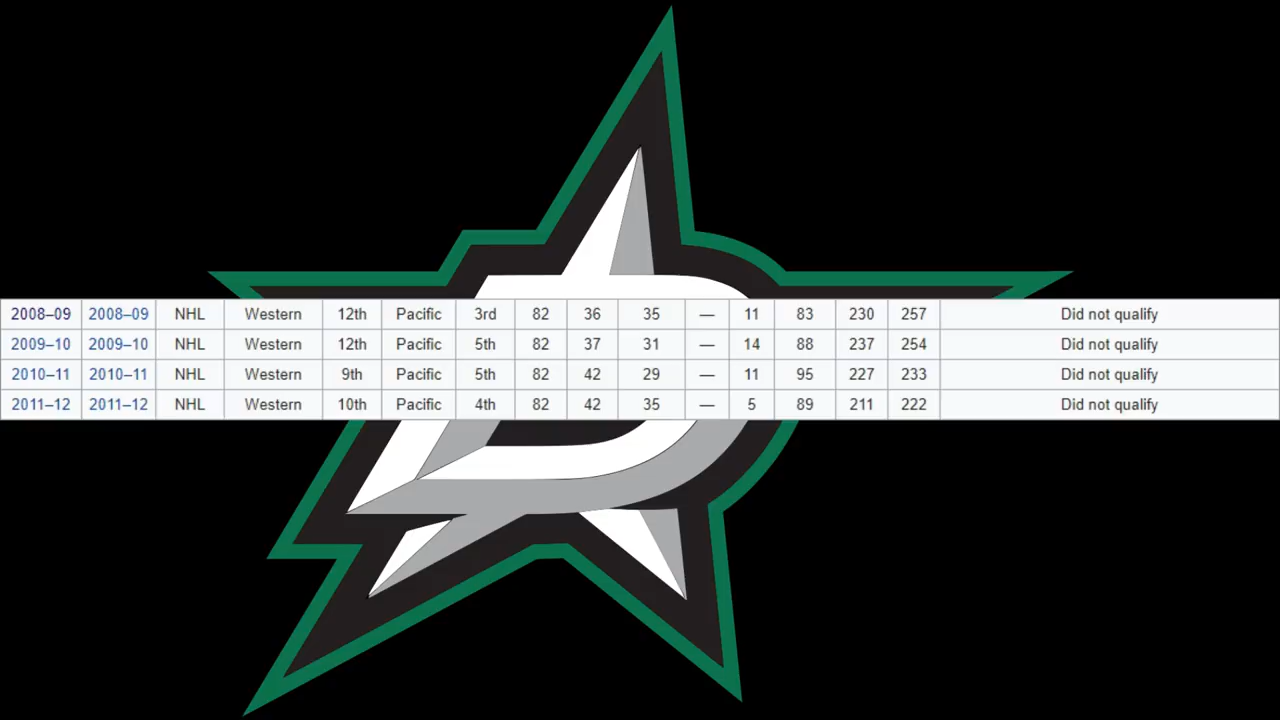 2008–09 2008–09 NHL Western 12th Pacific 3rd 82 36 35 — 11 83 230 257 Did not qualify
2009–10 2009–10 NHL Western 12th Pacific 5th 82 37 31 — 14 88 237 254 Did not qualify
2010–11 2010–11 NHL Western 9th Pacific 5th 82 42 29 — 11 95 227 233 Did not qualify
2011–12 2011–12 NHL Western 10th Pacific 4th 82 42 35 — 5 89 211 222 Did not qualify